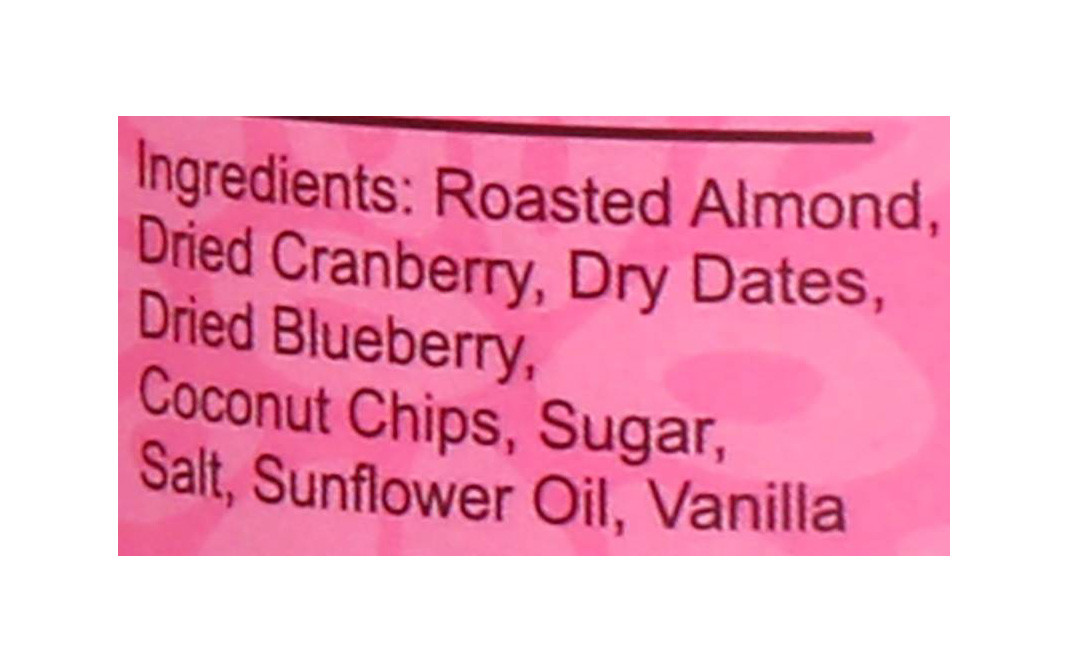 Ingredients: Roasted Almond,
Dried Cranberry, Dry Dates,
Dried Blueberry,
Coconut Chips, Sugar,
Salt, Sunflower Oil, Vanilla